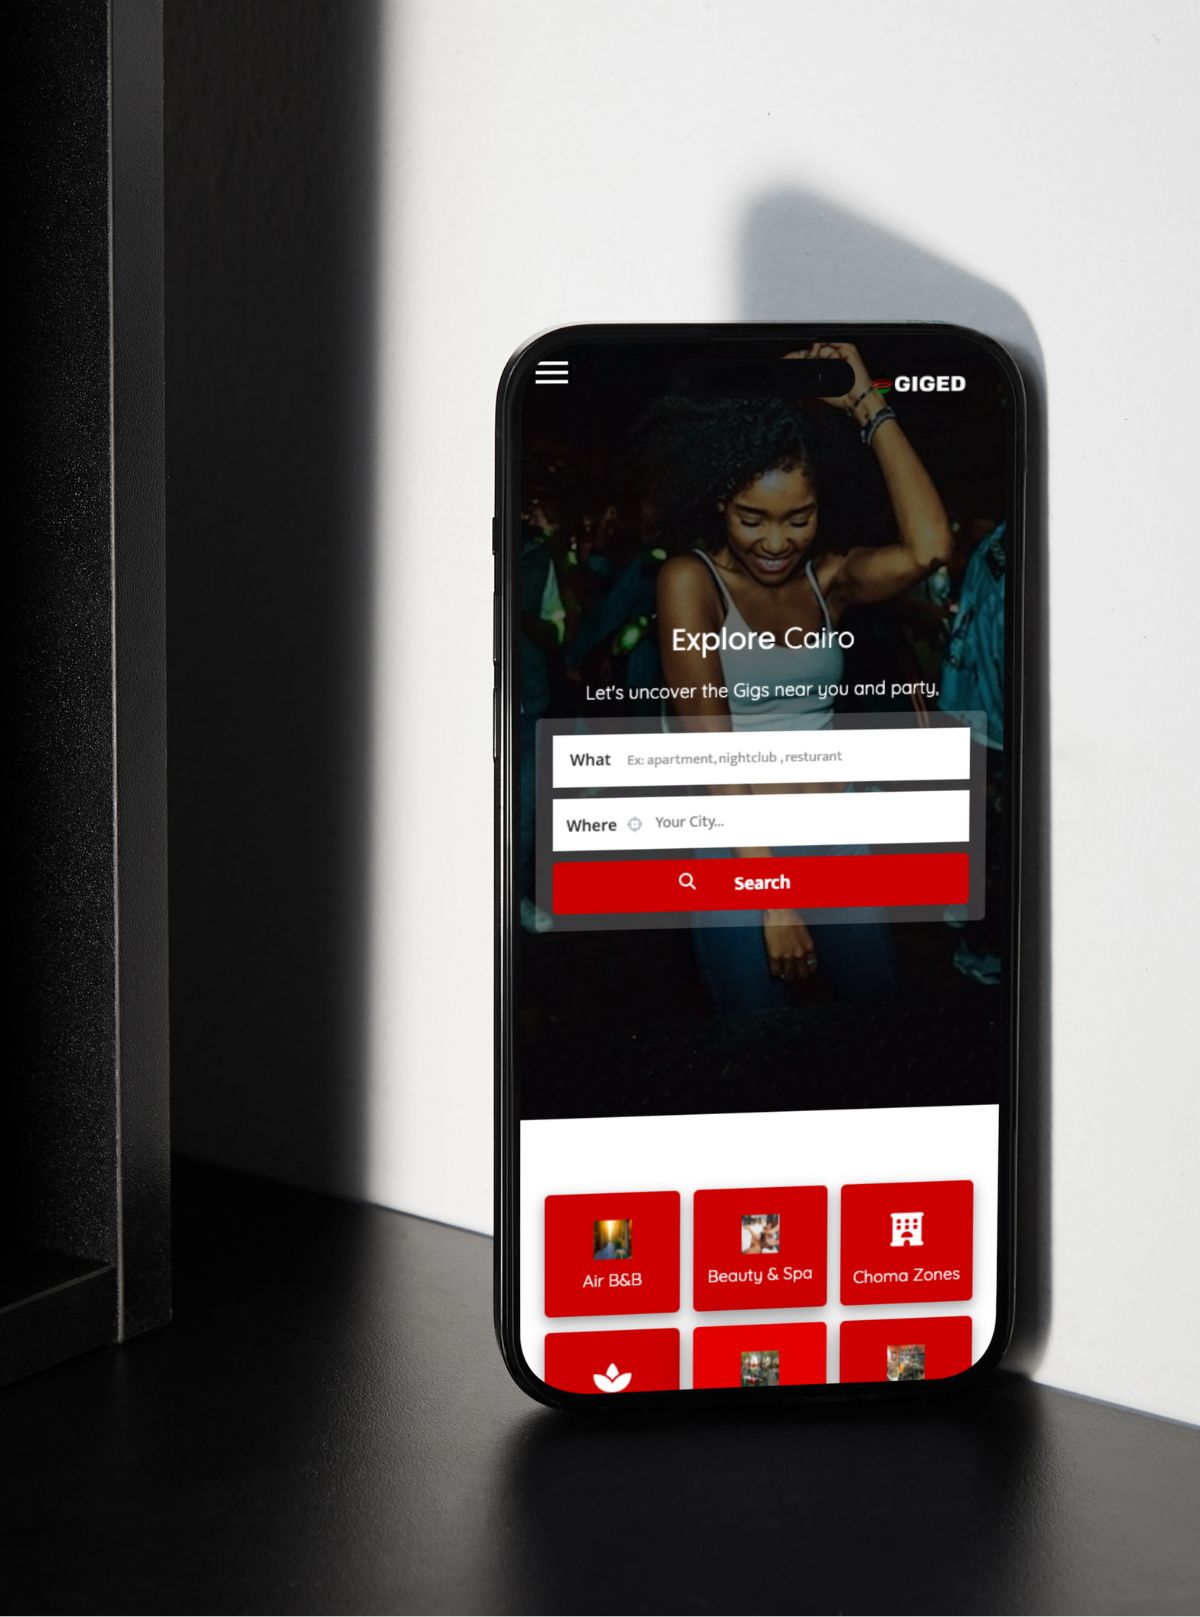 GIGED
Explore Cairo
Let's uncover the Gigs near you and party,
What Ex: apartment, nightclub , resturant
Where Your City...
Search
Air B&B
Beauty & Spa
Choma Zones